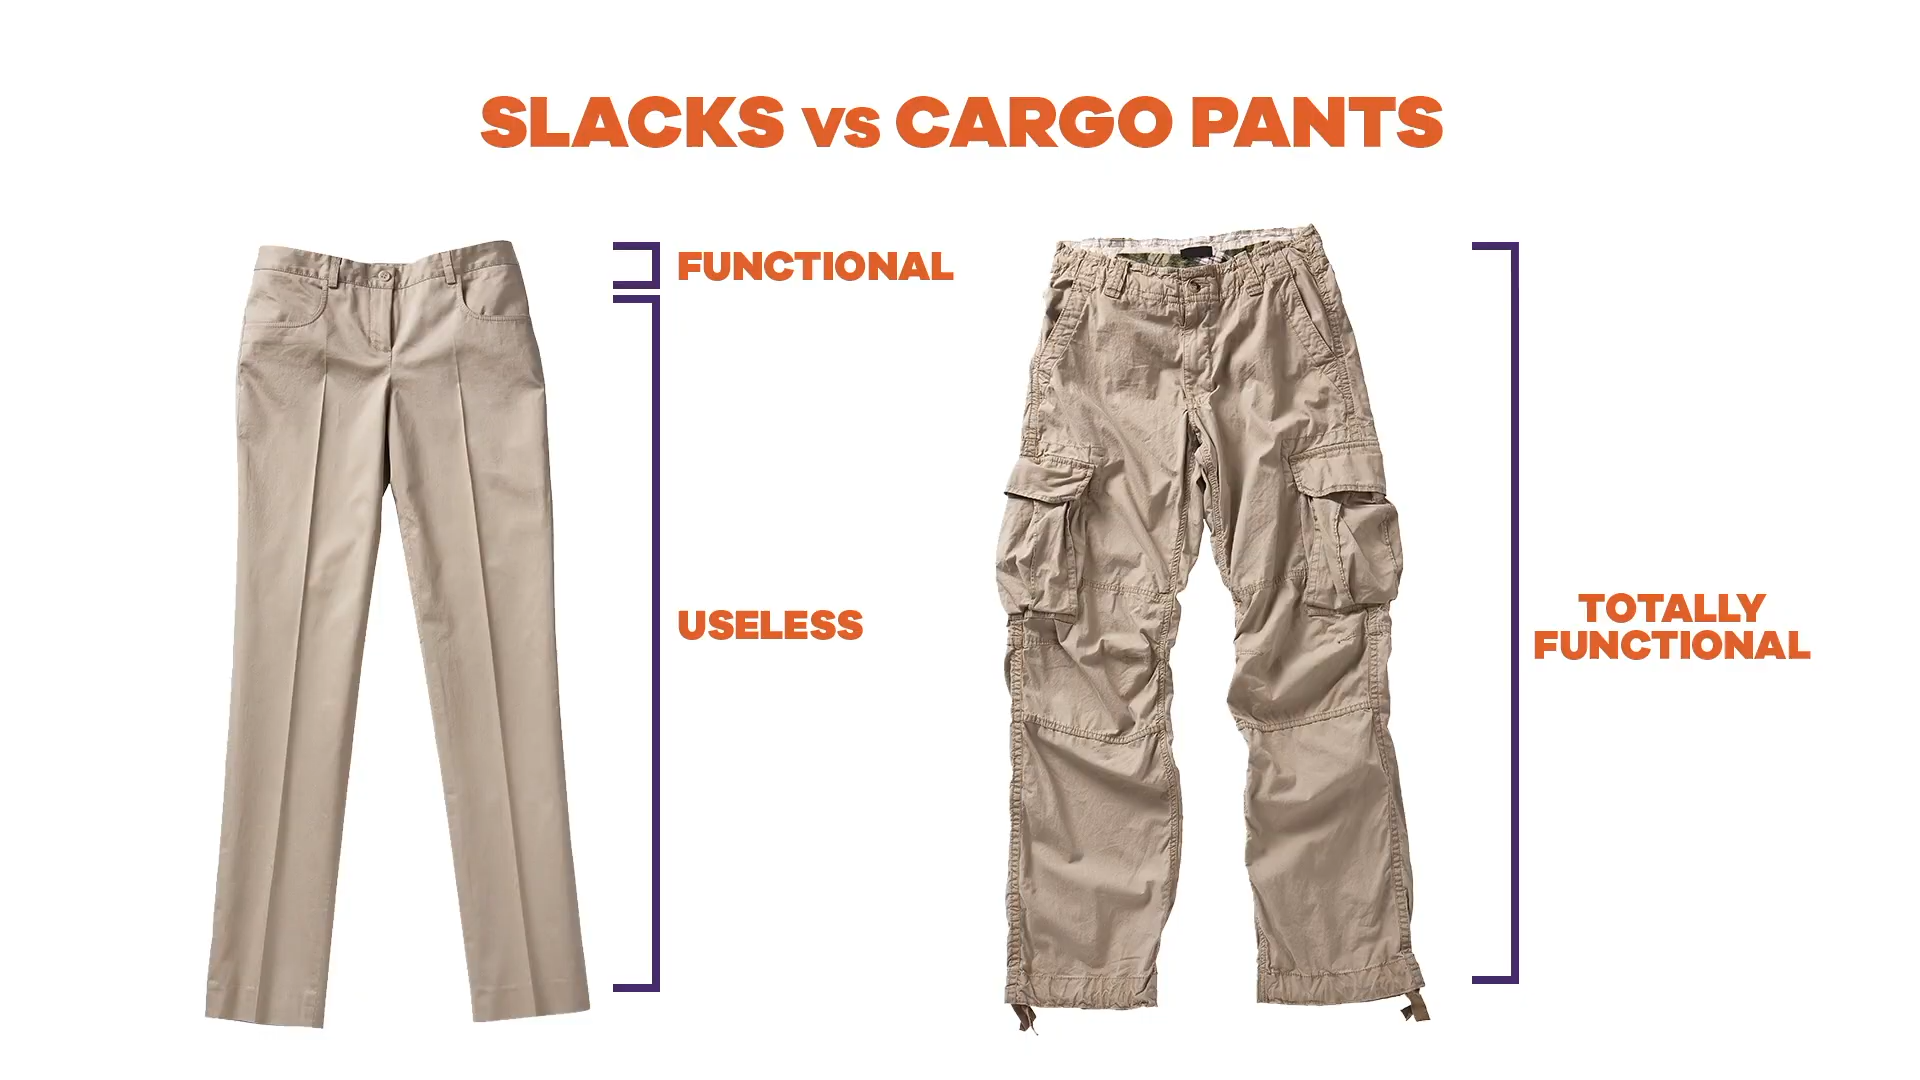 SLACKS VS CARGO PANTS
FUNCTIONAL
USELESS
TOTALLY
FUNCTIONAL